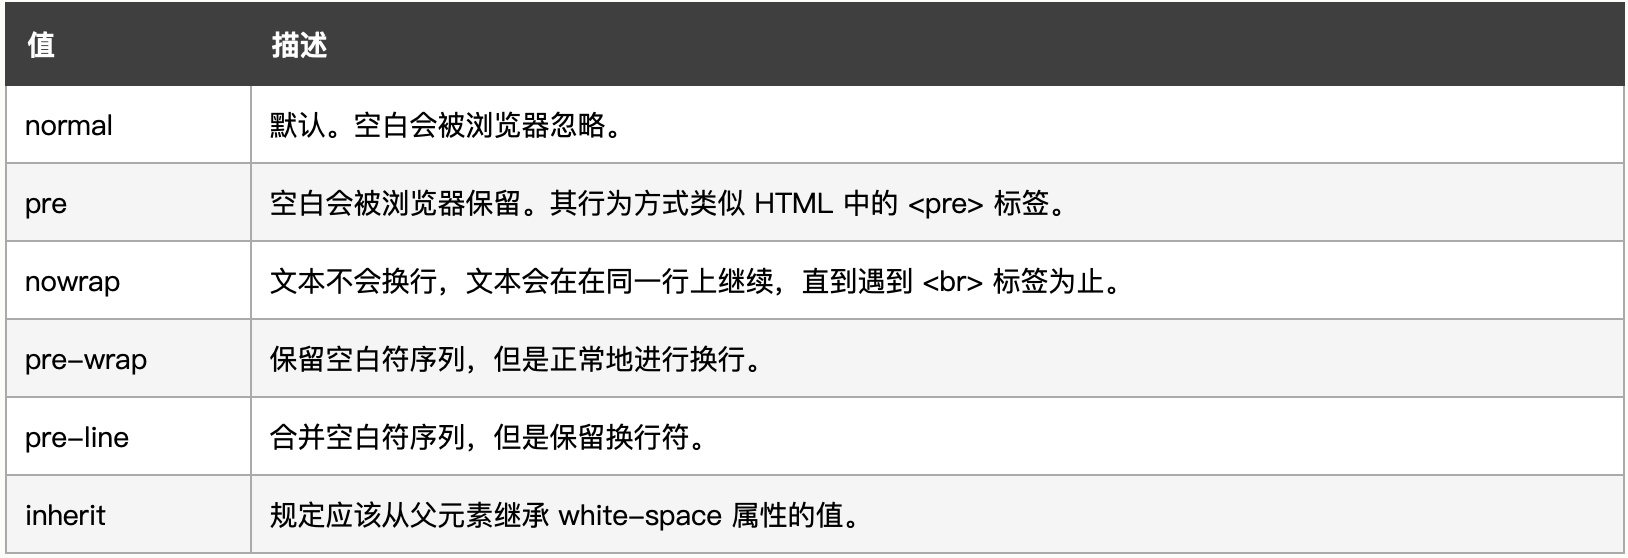 值 描述
normal 默认。空白会被浏览器忽略。
pre 空白会被浏览器保留。其行为方式类似 HTML 中的 <pre> 标签。
nowrap 文本不会换行，文本会在在同一行上继续，直到遇到 <br> 标签为止。
pre-wrap 保留空白符序列，但是正常地进行换行。
pre-line 合并空白符序列，但是保留换行符。
inherit 规定应该从父元素继承 white-space 属性的值。